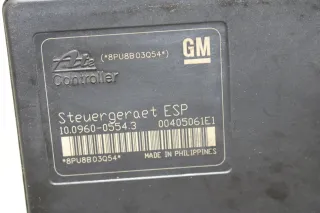 (*8PU8B03Q54*)
GM
Ate
Controller
Steuergeraet ESP
10.0960-0554.3 00405061E1
*8PU8B03Q54*
MADE IN PHILIPPINES